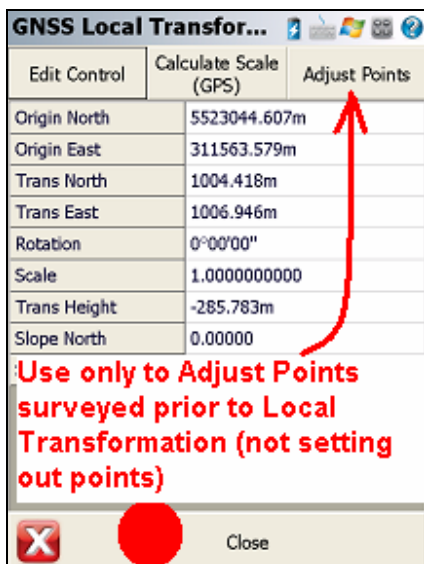 GNSS Local Transfor...
Edit Control
Calculate Scale
(GPS)
Adjust Points
Origin North 5523044.607m
Origin East 311563.579m
Trans North 1004.418m
Trans East 1006.946m
Rotation 0°00'00"
Scale 1.0000000000
Trans Height -285.783m
Slope North 0.00000
Use only to Adjust Points
surveyed prior to Local
Transformation (not setting
out points)
Close